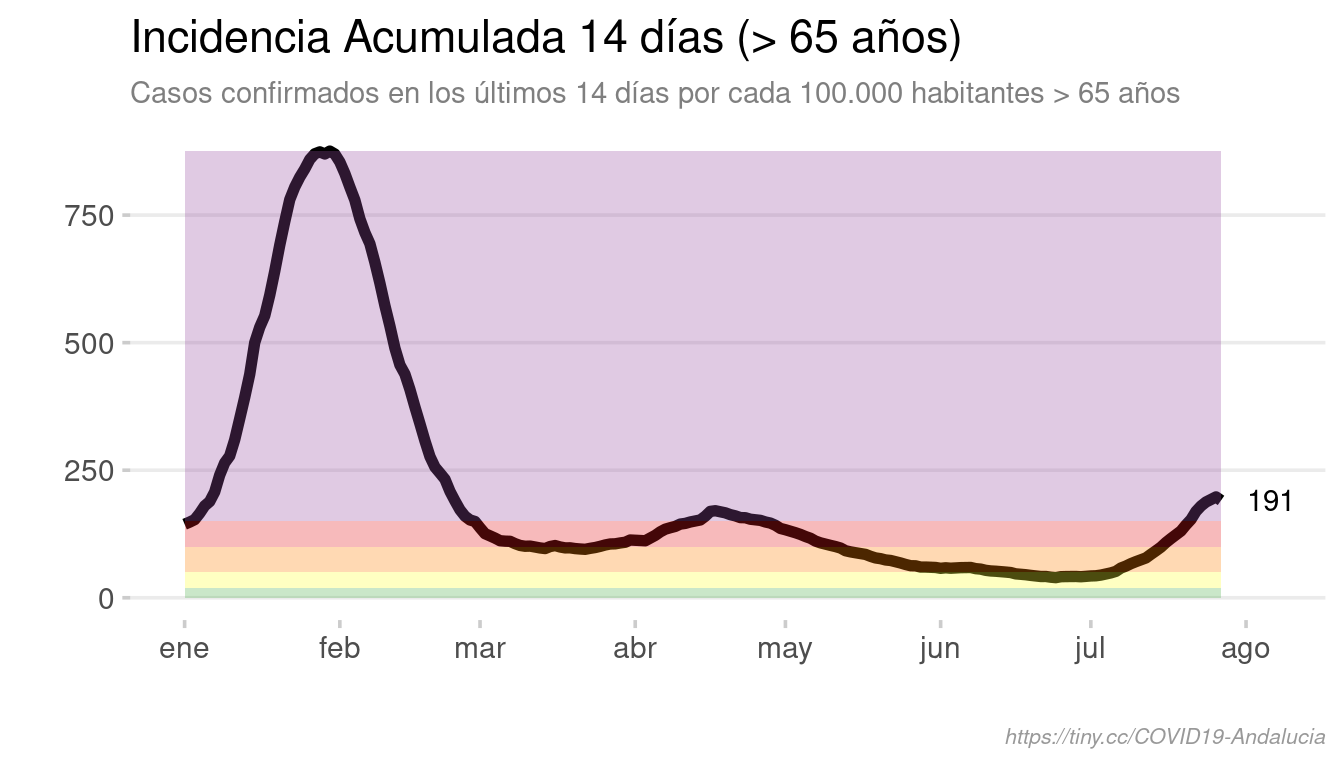 Incidencia Acumulada 14 días (> 65 años)
Casos confirmados en los últimos 14 días por cada 100.000 habitantes > 65 años
750
500
250
191
0
ene feb mar abr may jun jul ago
https://tiny.cc/COVID19-Andalucia